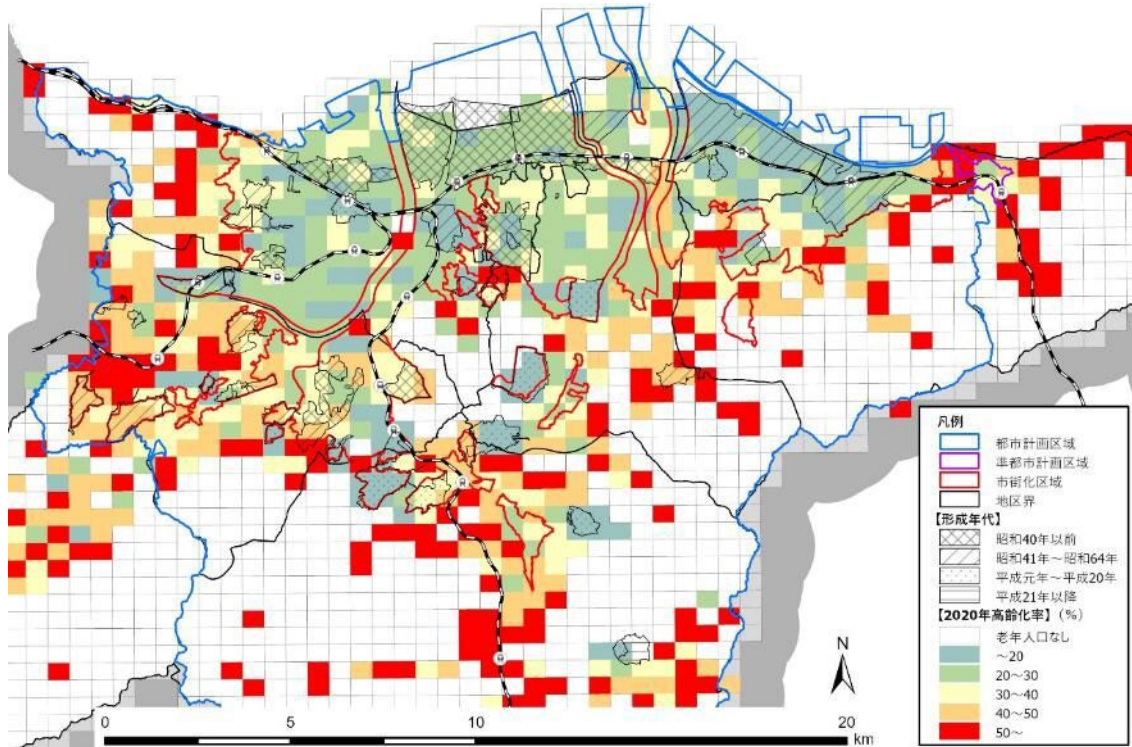 凡例
都市計画区域
準都市計画区域
市街化区域
地区界
【形成年代】
昭和40年以前
昭和41年～昭和64年
平成元年～平成20年
平成21年以降
【2020年高齢化率】(%)
老年人口なし
～20
20～30
30～40
40～50
50～
N
0 5 10 20
km